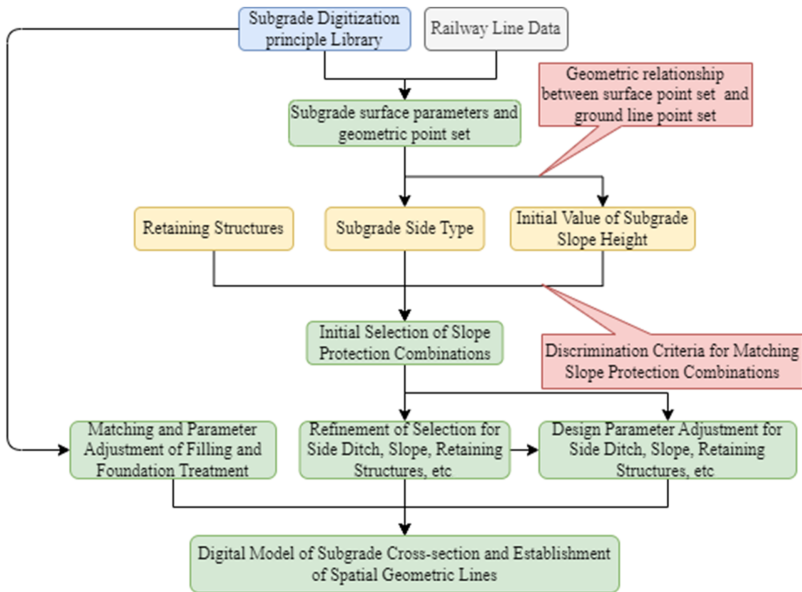 Subgrade Digitization
principle Library
Railway Line Data
Geometric relationship
between surface point set and
ground line point set
Subgrade surface parameters and
geometric point set
Retaining Structures
Subgrade Side Type
Initial Value of Subgrade
Slope Height
Initial Selection of Slope
Protection Combinations
Discrimination Criteria for Matching
Slope Protection Combinations
Matching and Parameter
Adjustment of Filling and
Foundation Treatment
Refinement of Selection for
Side Ditch, Slope, Retaining
Structures, etc
Design Parameter Adjustment for
Side Ditch, Slope, Retaining
Structures, etc
Digital Model of Subgrade Cross-section and Establishment
of Spatial Geometric Lines